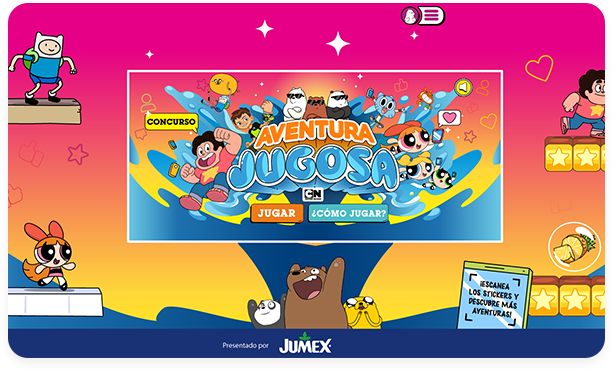 CONCURSO
AVENTURA
JUGOSA
CN
JUGAR
¿CÓMO JUGAR?
¡ESCANEA
LOS STICKERS Y
DESCUBRE MÁS
AVENTURAS!
Presentado por JUMEX